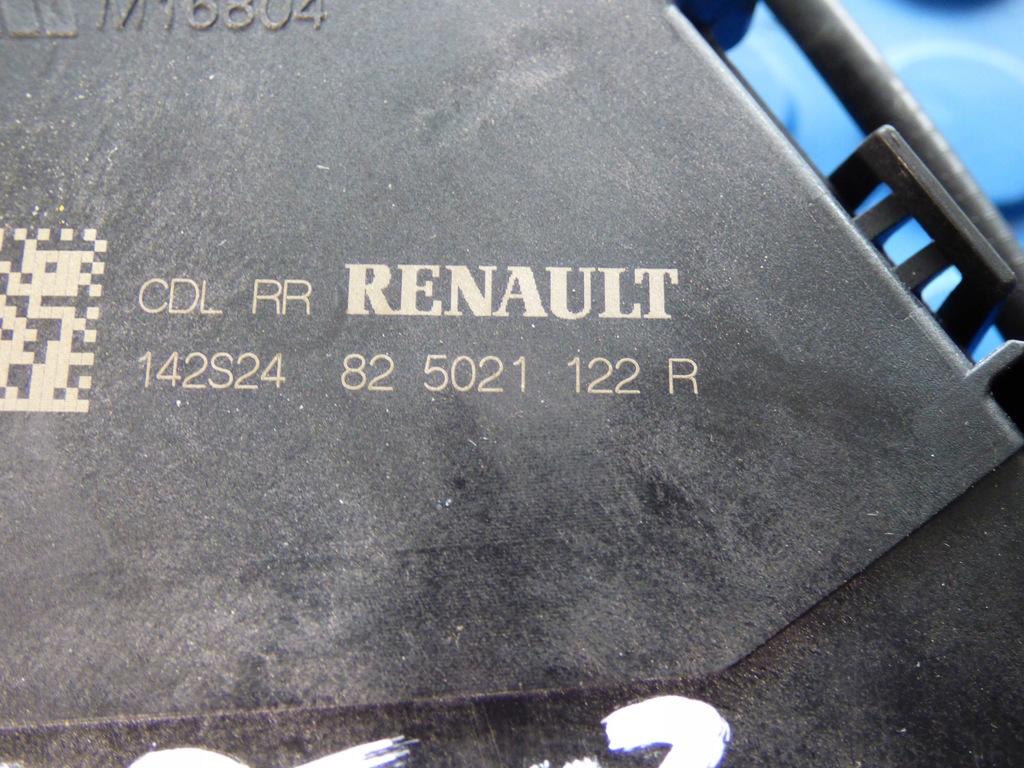 M16804
CDL RR RENAULT
142S24 82 5021 122 R